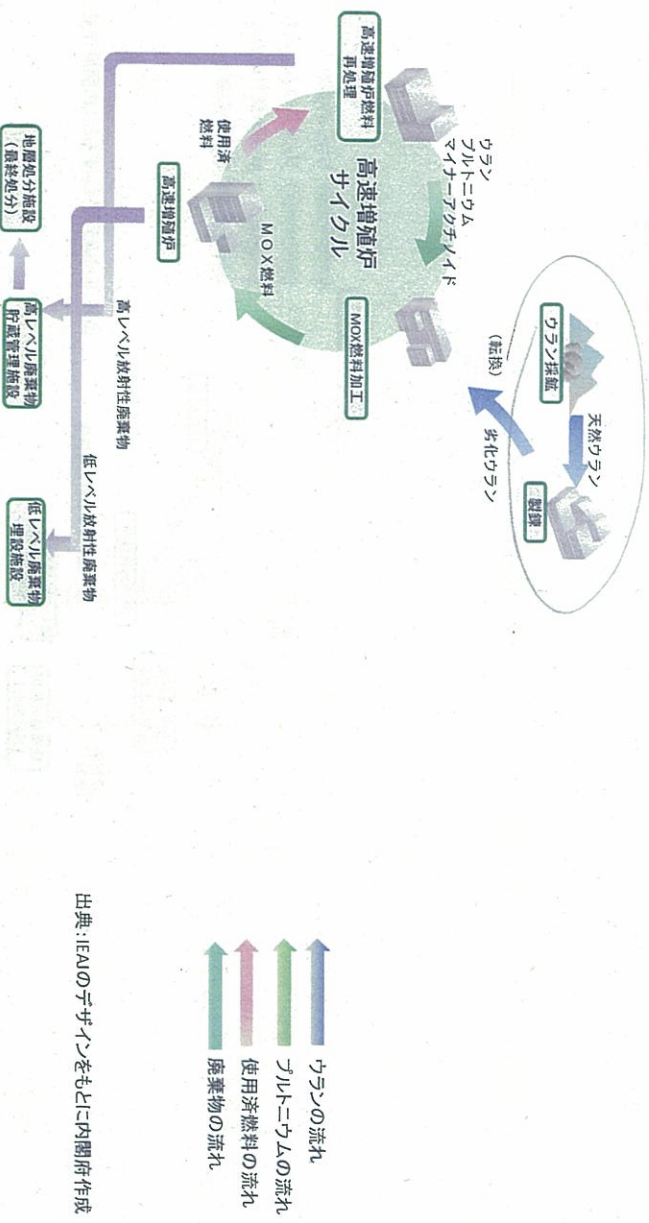 ウラン採鉱
天然ウラン
製錬
劣化ウラン
(転換)
ウラン
プルトニウム
マイナーアクチノイド
高速増殖炉燃料
再処理
高速増殖炉
サイクル
MOX燃料加工
MOX燃料
使用済
燃料
高速増殖炉
高レベル放射性廃棄物
低レベル放射性廃棄物
地層処分施設
(最終処分)
高レベル廃棄物
貯蔵管理施設
低レベル廃棄物
埋設施設
ウランの流れ
プルトニウムの流れ
使用済燃料の流れ
廃棄物の流れ
出典:IEAJのデザインをもとに内閣府作成